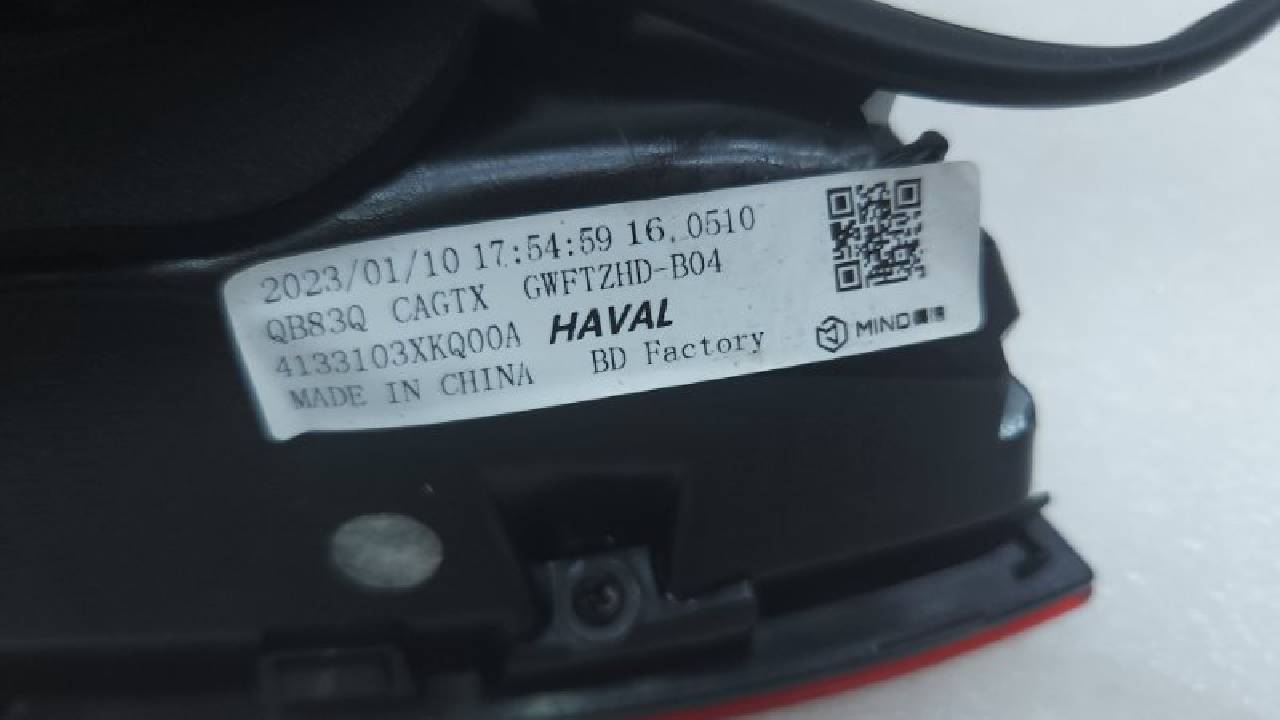 2023/01/10 17:54:59 16.0510
QB83Q CAGTX GWFTZHD-B04
4133103XKQ00A HAVAL
MADE IN CHINA BD Factory
MIND